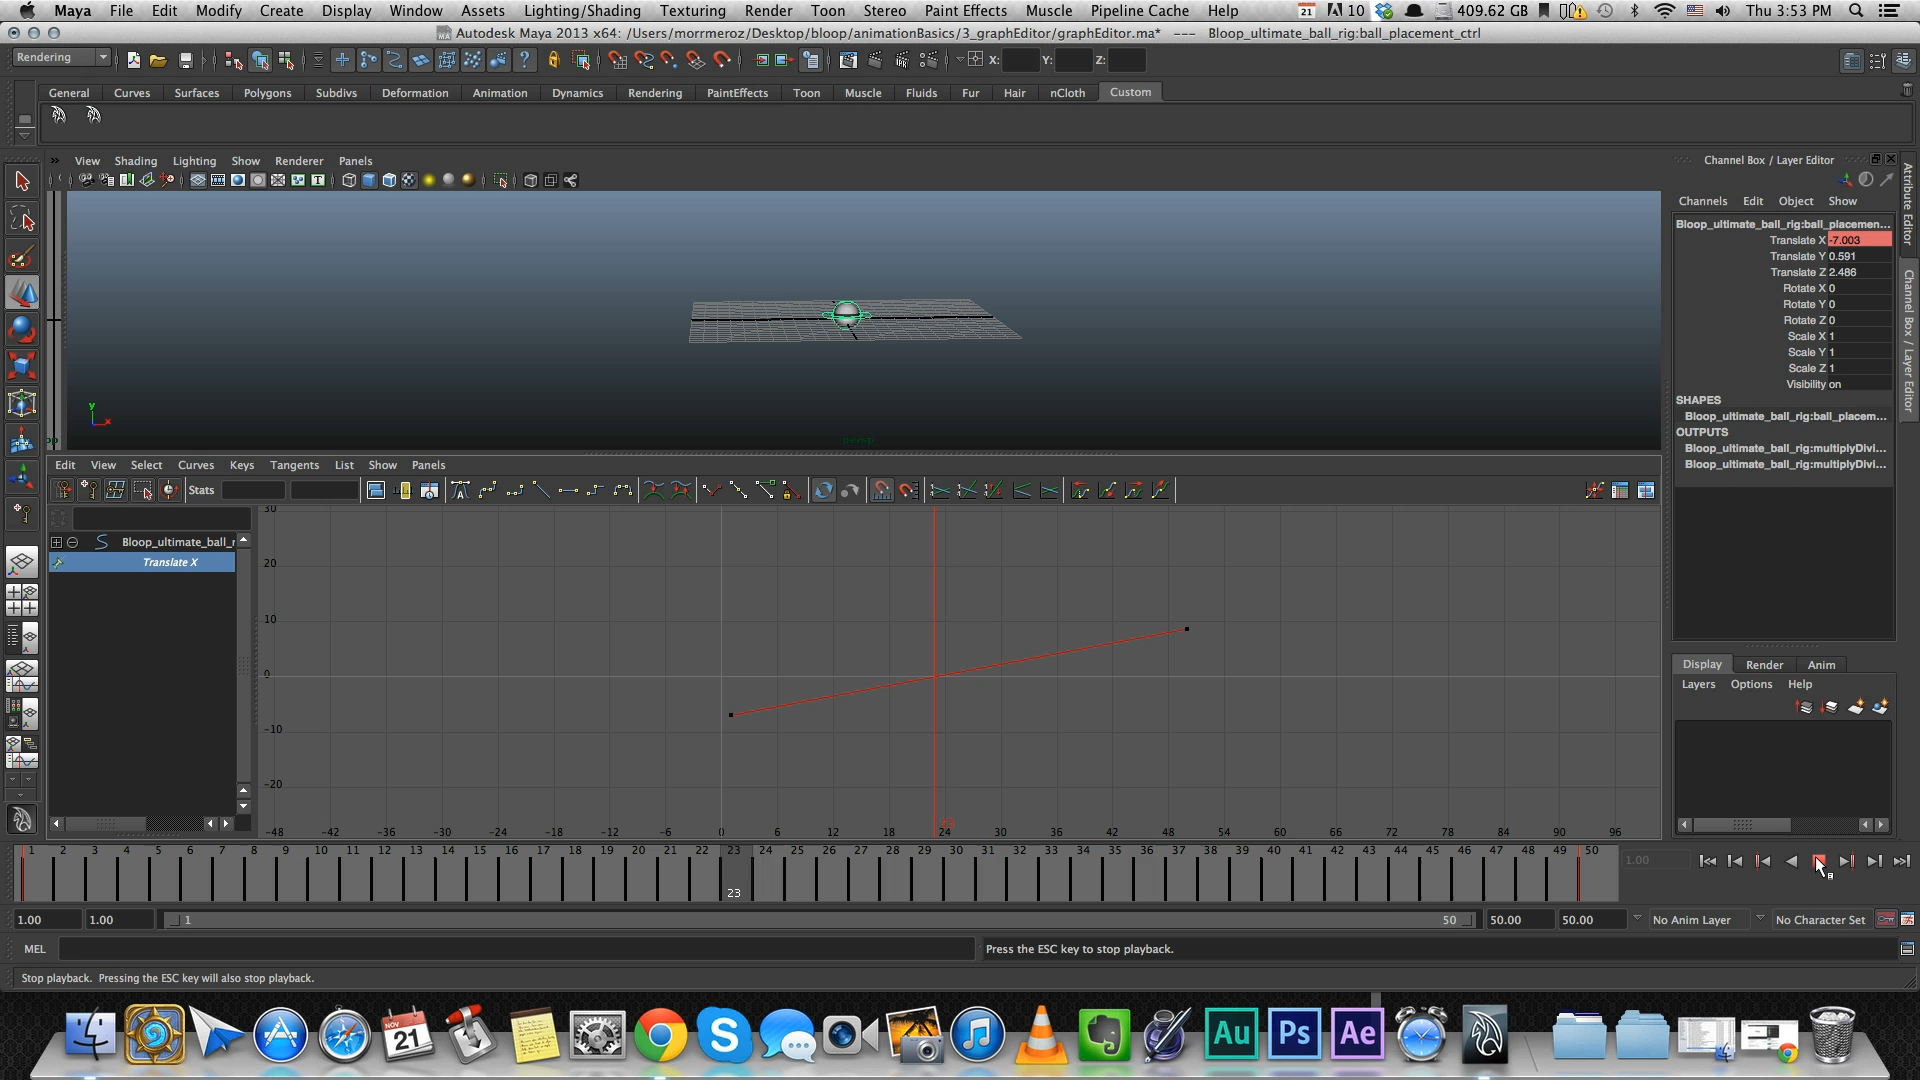 Maya File Edit Modify Create Display Window Assets Lighting/Shading Texturing Render Toon Stereo Paint Effects Muscle Pipeline Cache Help 21 10 409.62 GB Thu 3:53 PM
Autodesk Maya 2013 x64: /Users/morrmeroz/Desktop/bloop/animationBasics/3_graphEditor/graphEditor.ma* --- Bloop_ultimate_ball_rig:ball_placement_ctrl
Rendering X: Y: Z:
General Curves Surfaces Polygons Subdivs Deformation Animation Dynamics Rendering PaintEffects Toon Muscle Fluids Fur Hair nCloth Custom
View Shading Lighting Show Renderer Panels
Channel Box / Layer Editor
Channels Edit Object Show
Bloop_ultimate_ball_rig:ball_placemen...
Translate X -7.003
Translate Y 0.591
Translate Z 2.486
Rotate X 0
Rotate Y 0
Rotate Z 0
Scale X 1
Scale Y 1
Scale Z 1
Visibility on
SHAPES
Bloop_ultimate_ball_rig:ball_placem...
OUTPUTS
Bloop_ultimate_ball_rig:multiplyDivi...
Bloop_ultimate_ball_rig:multiplyDivi...
Attribute Editor
Channel Box / Layer Editor
y
x
persp
Edit View Select Curves Keys Tangents List Show Panels
Stats
Bloop_ultimate_ball_r
Translate X
30
20
10
0
-10
-20
-48 -42 -36 -30 -24 -18 -12 -6 0 6 12 18 24 30 36 42 48 54 60 66 72 78 84 90 96
Display Render Anim
Layers Options Help
1 2 3 4 5 6 7 8 9 10 11 12 13 14 15 16 17 18 19 20 21 22 23 24 25 26 27 28 29 30 31 32 33 34 35 36 37 38 39 40 41 42 43 44 45 46 47 48 49 50
23
1.00
1.00 1.00 1 50 50.00 50.00 No Anim Layer No Character Set
MEL Press the ESC key to stop playback.
Stop playback. Pressing the ESC key will also stop playback.
NOV 21 S Au Ps Ae